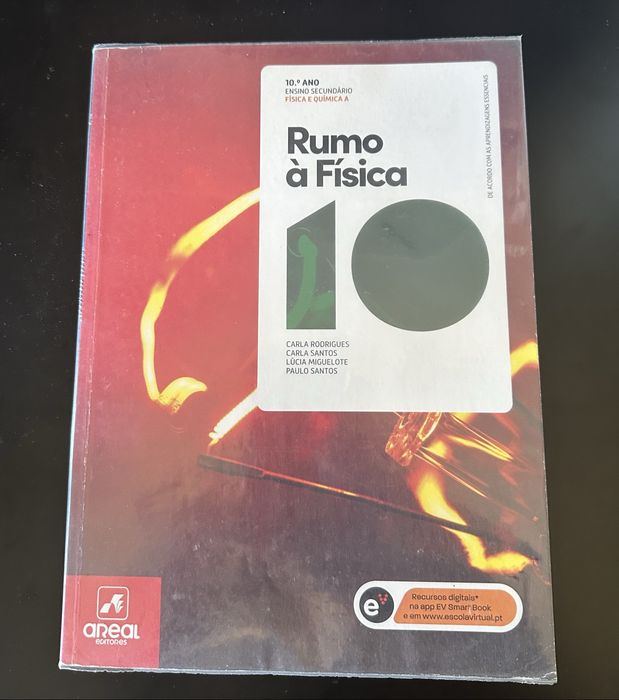 10.º ANO
ENSINO SECUNDÁRIO
FÍSICA E QUÍMICA A
DE ACORDO COM AS APRENDIZAGENS ESSENCIAIS
Rumo
à Física
10
CARLA RODRIGUES
CARLA SANTOS
LÚCIA MIGUELOTE
PAULO SANTOS
e
Recursos digitais*
na app EV Smart Book
e em www.escolavirtual.pt
AREAL
EDITORES